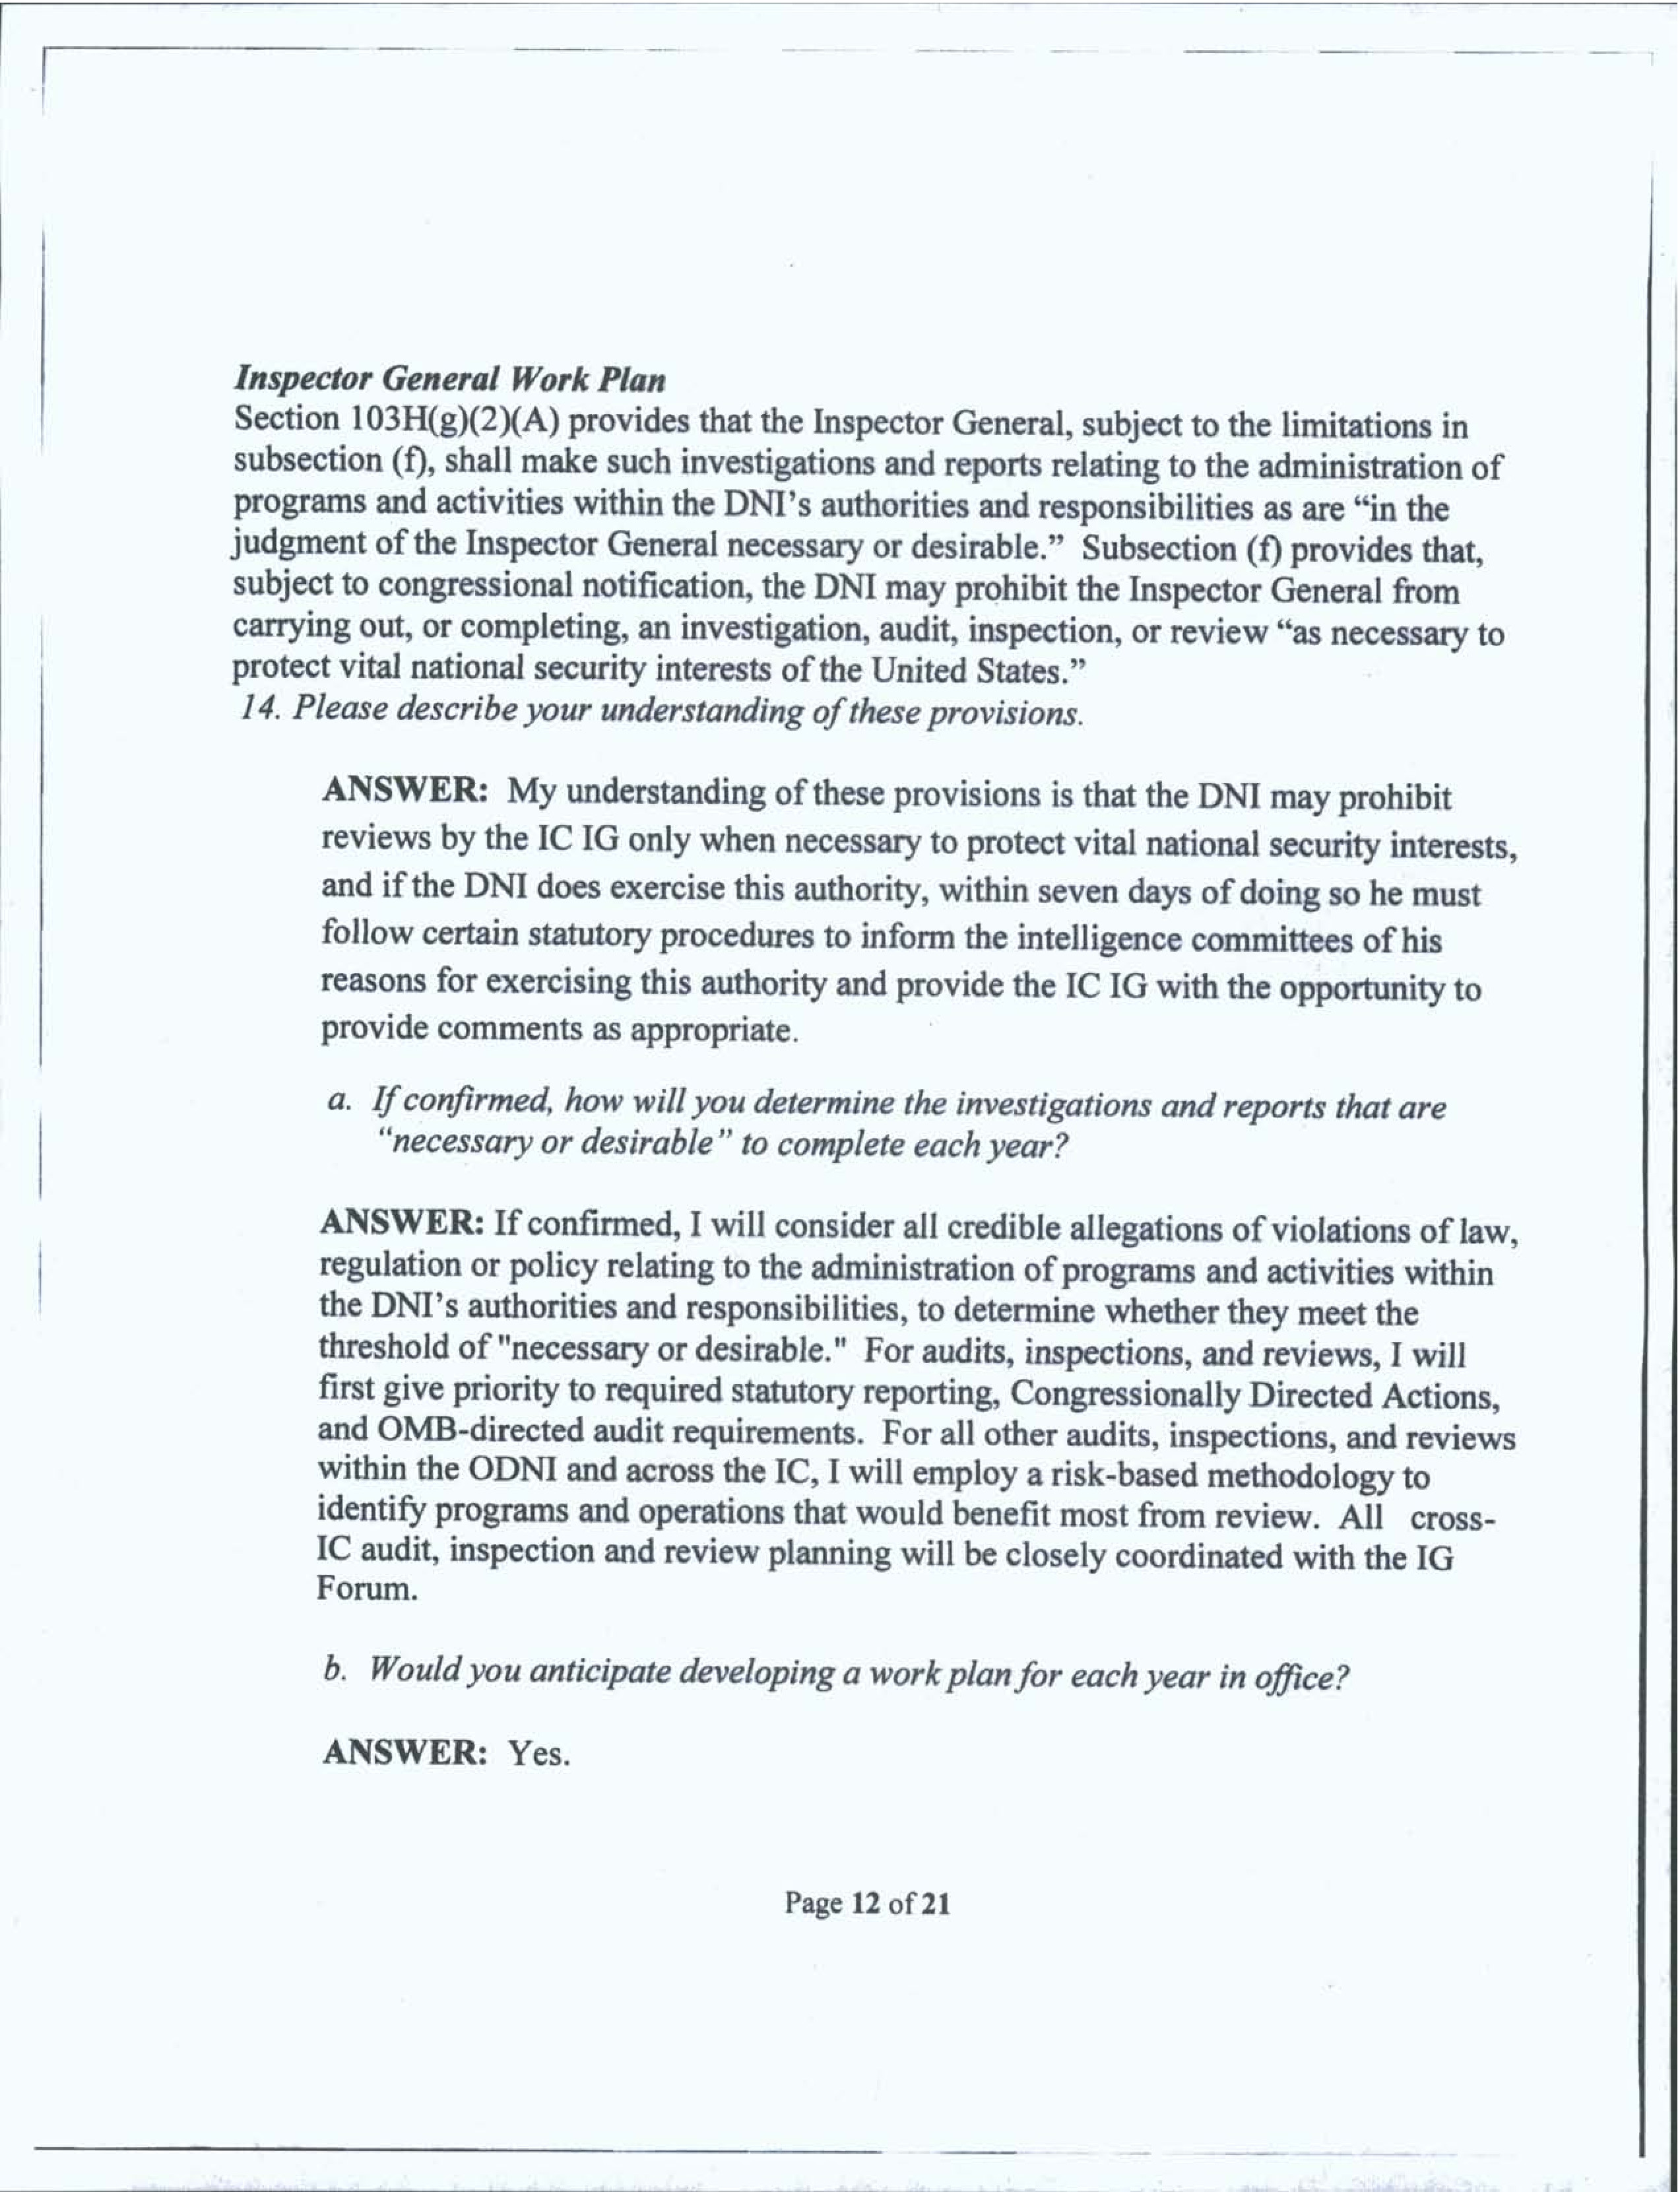 Inspector General Work Plan
Section 103H(g)(2)(A) provides that the Inspector General, subject to the limitations in
subsection (f), shall make such investigations and reports relating to the administration of
programs and activities within the DNI's authorities and responsibilities as are “in the
judgment of the Inspector General necessary or desirable.” Subsection (f) provides that,
subject to congressional notification, the DNI may prohibit the Inspector General from
carrying out, or completing, an investigation, audit, inspection, or review “as necessary to
protect vital national security interests of the United States.”
14. Please describe your understanding of these provisions.
ANSWER: My understanding of these provisions is that the DNI may prohibit
reviews by the IC IG only when necessary to protect vital national security interests,
and if the DNI does exercise this authority, within seven days of doing so he must
follow certain statutory procedures to inform the intelligence committees of his
reasons for exercising this authority and provide the IC IG with the opportunity to
provide comments as appropriate.
a. If confirmed, how will you determine the investigations and reports that are
“necessary or desirable” to complete each year?
ANSWER: If confirmed, I will consider all credible allegations of violations of law,
regulation or policy relating to the administration of programs and activities within
the DNI's authorities and responsibilities, to determine whether they meet the
threshold of "necessary or desirable." For audits, inspections, and reviews, I will
first give priority to required statutory reporting, Congressionally Directed Actions,
and OMB-directed audit requirements. For all other audits, inspections, and reviews
within the ODNI and across the IC, I will employ a risk-based methodology to
identify programs and operations that would benefit most from review. All cross-
IC audit, inspection and review planning will be closely coordinated with the IG
Forum.
b. Would you anticipate developing a work plan for each year in office?
ANSWER: Yes.
Page 12 of 21